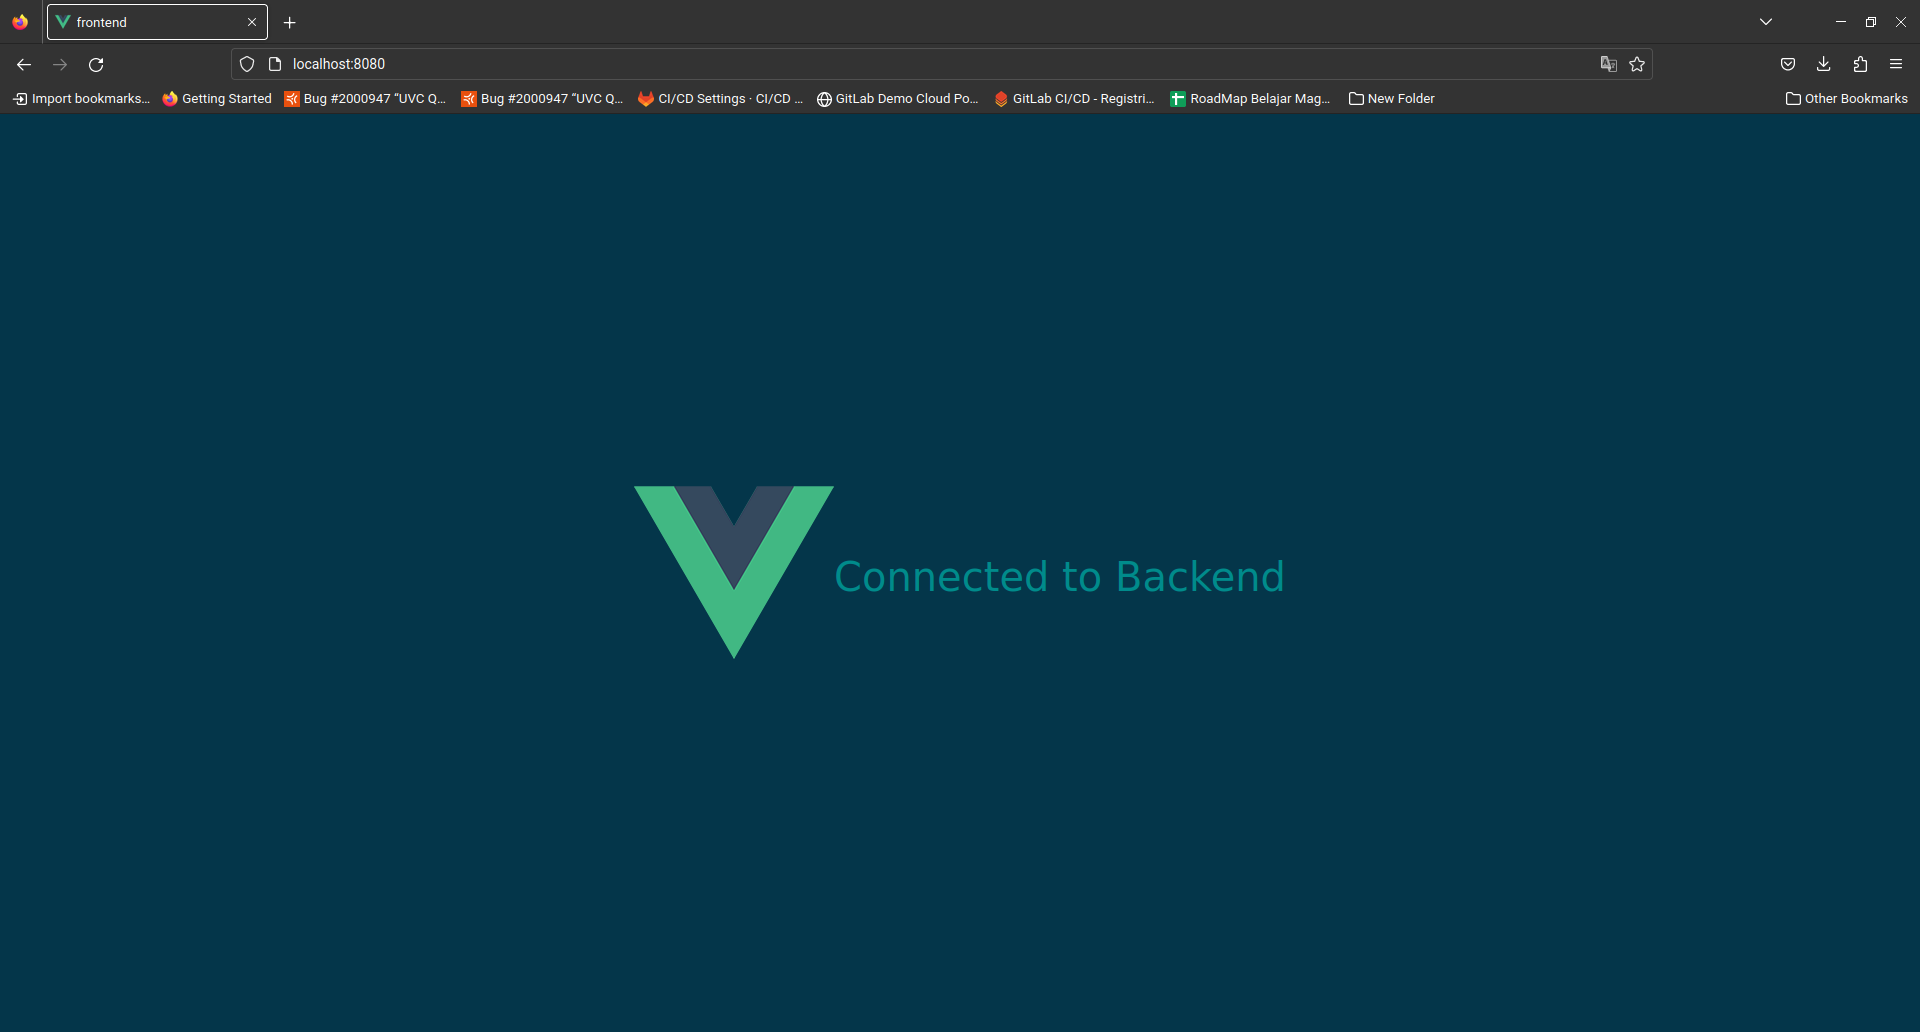 frontend
localhost:8080
Import bookmarks... Getting Started Bug #2000947 “UVC Q... Bug #2000947 “UVC Q... CI/CD Settings · CI/CD ... GitLab Demo Cloud Po... GitLab CI/CD - Registri... RoadMap Belajar Mag... New Folder Other Bookmarks
Connected to Backend